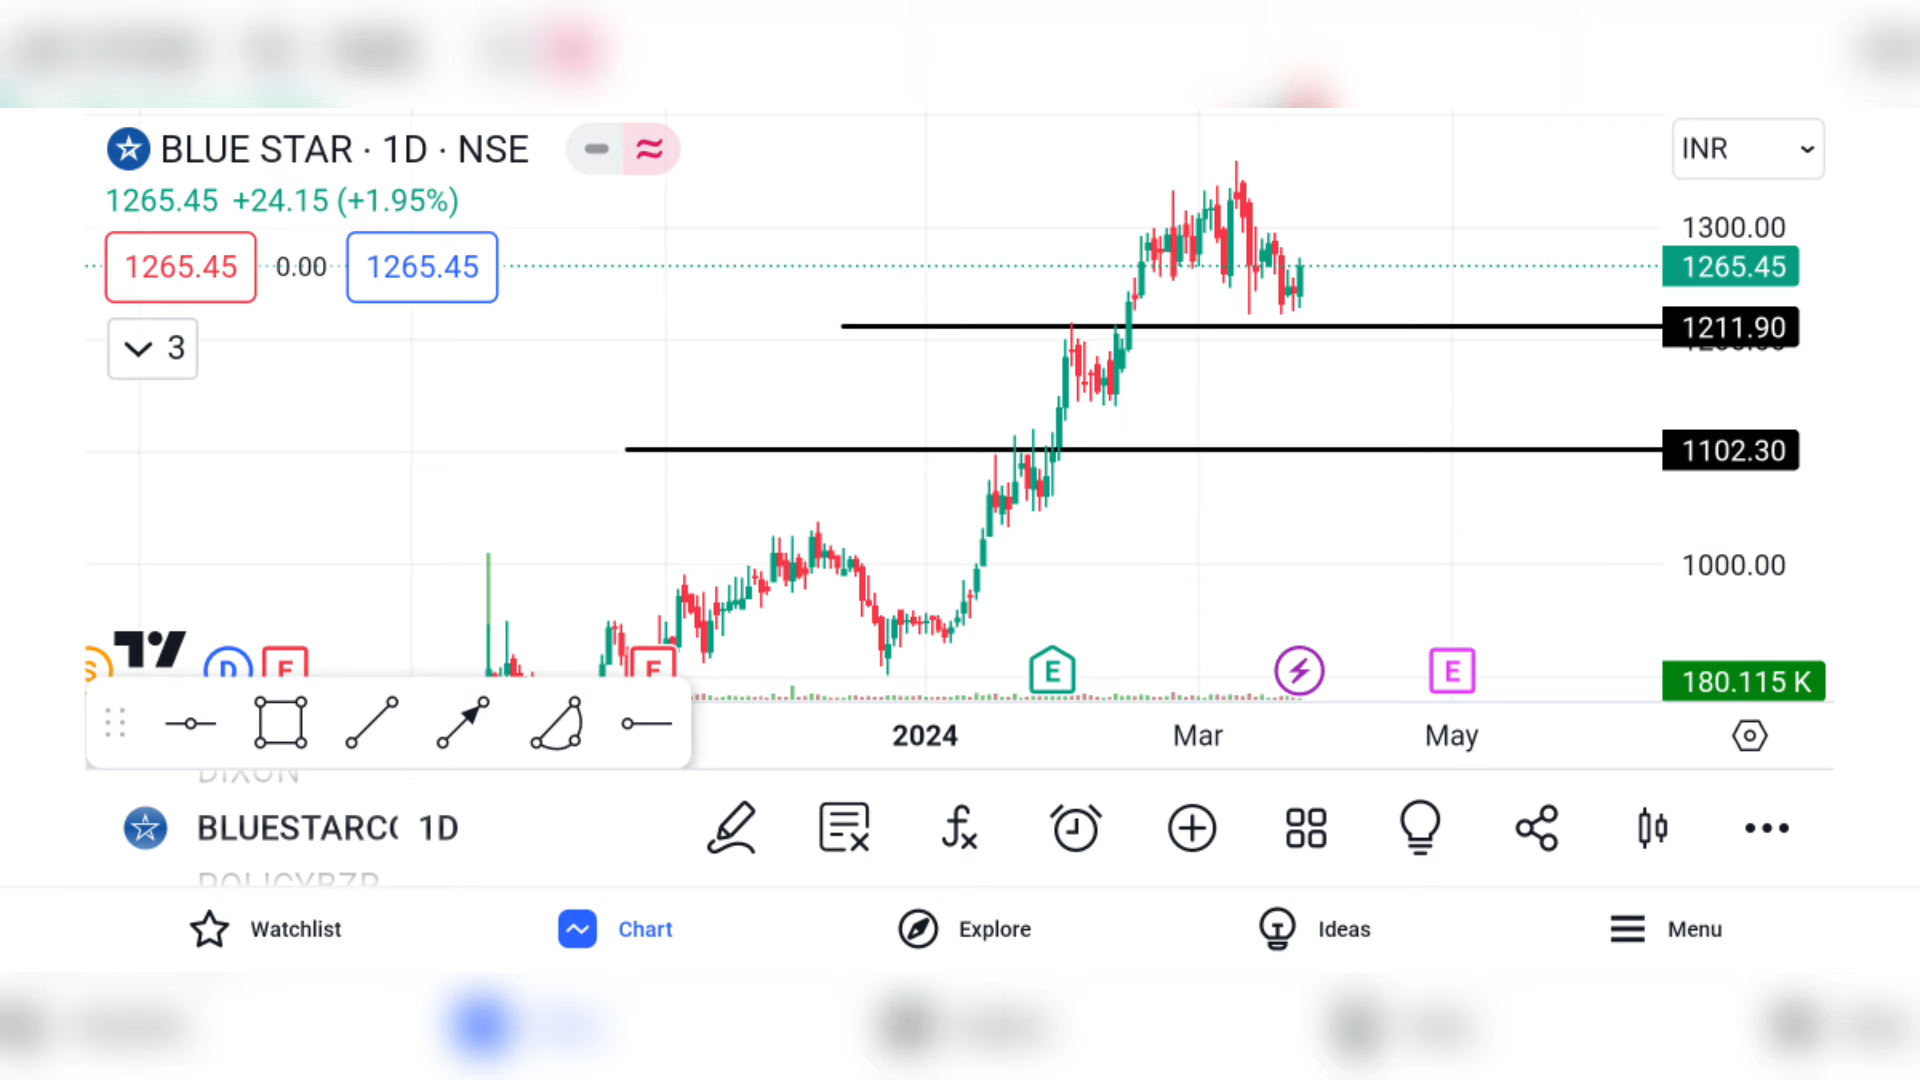 BLUE STAR · 1D · NSE
INR
1265.45 +24.15 (+1.95%)
1265.45 0.00 1265.45
3
1300.00
1265.45
1211.90
1102.30
1000.00
180.115 K
S D E E E E
2024 Mar May
DIXON
BLUESTARC 1D
POLICYBZR
Watchlist Chart Explore Ideas Menu